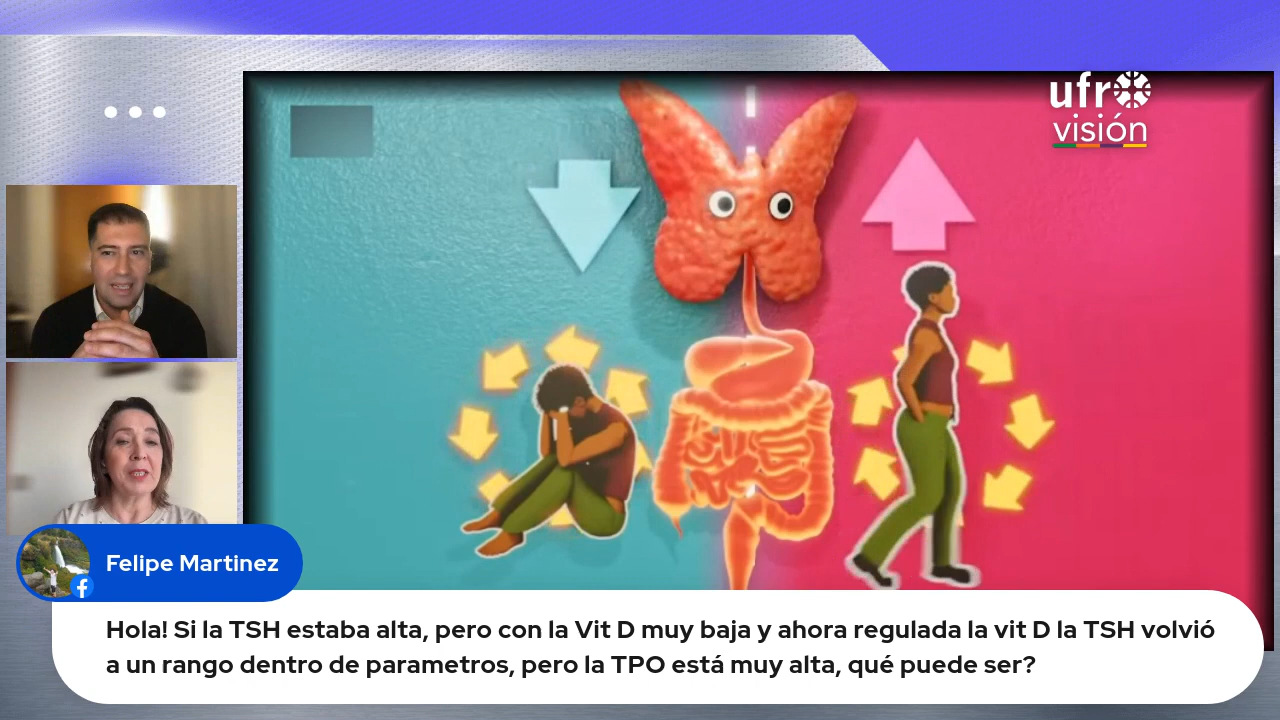 ufro
visión
Felipe Martinez
Hola! Si la TSH estaba alta, pero con la Vit D muy baja y ahora regulada la vit D la TSH volvió
a un rango dentro de parametros, pero la TPO está muy alta, qué puede ser?